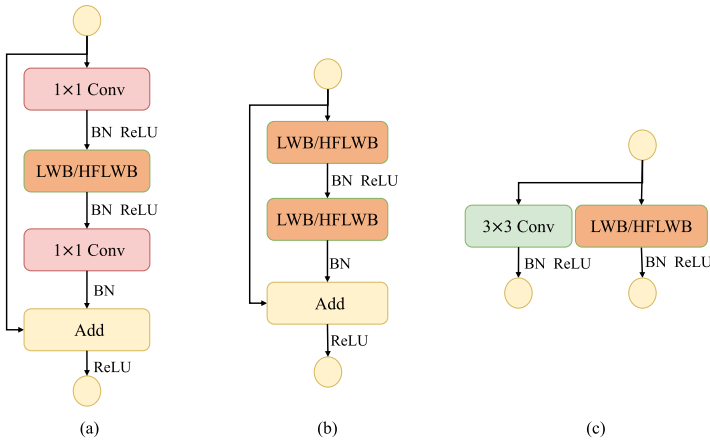 1×1 Conv
BN ReLU
LWB/HFLWB
BN ReLU
1×1 Conv
BN
Add
ReLU
(a)
LWB/HFLWB
BN ReLU
LWB/HFLWB
BN
Add
ReLU
(b)
3×3 Conv
LWB/HFLWB
BN ReLU
BN ReLU
(c)